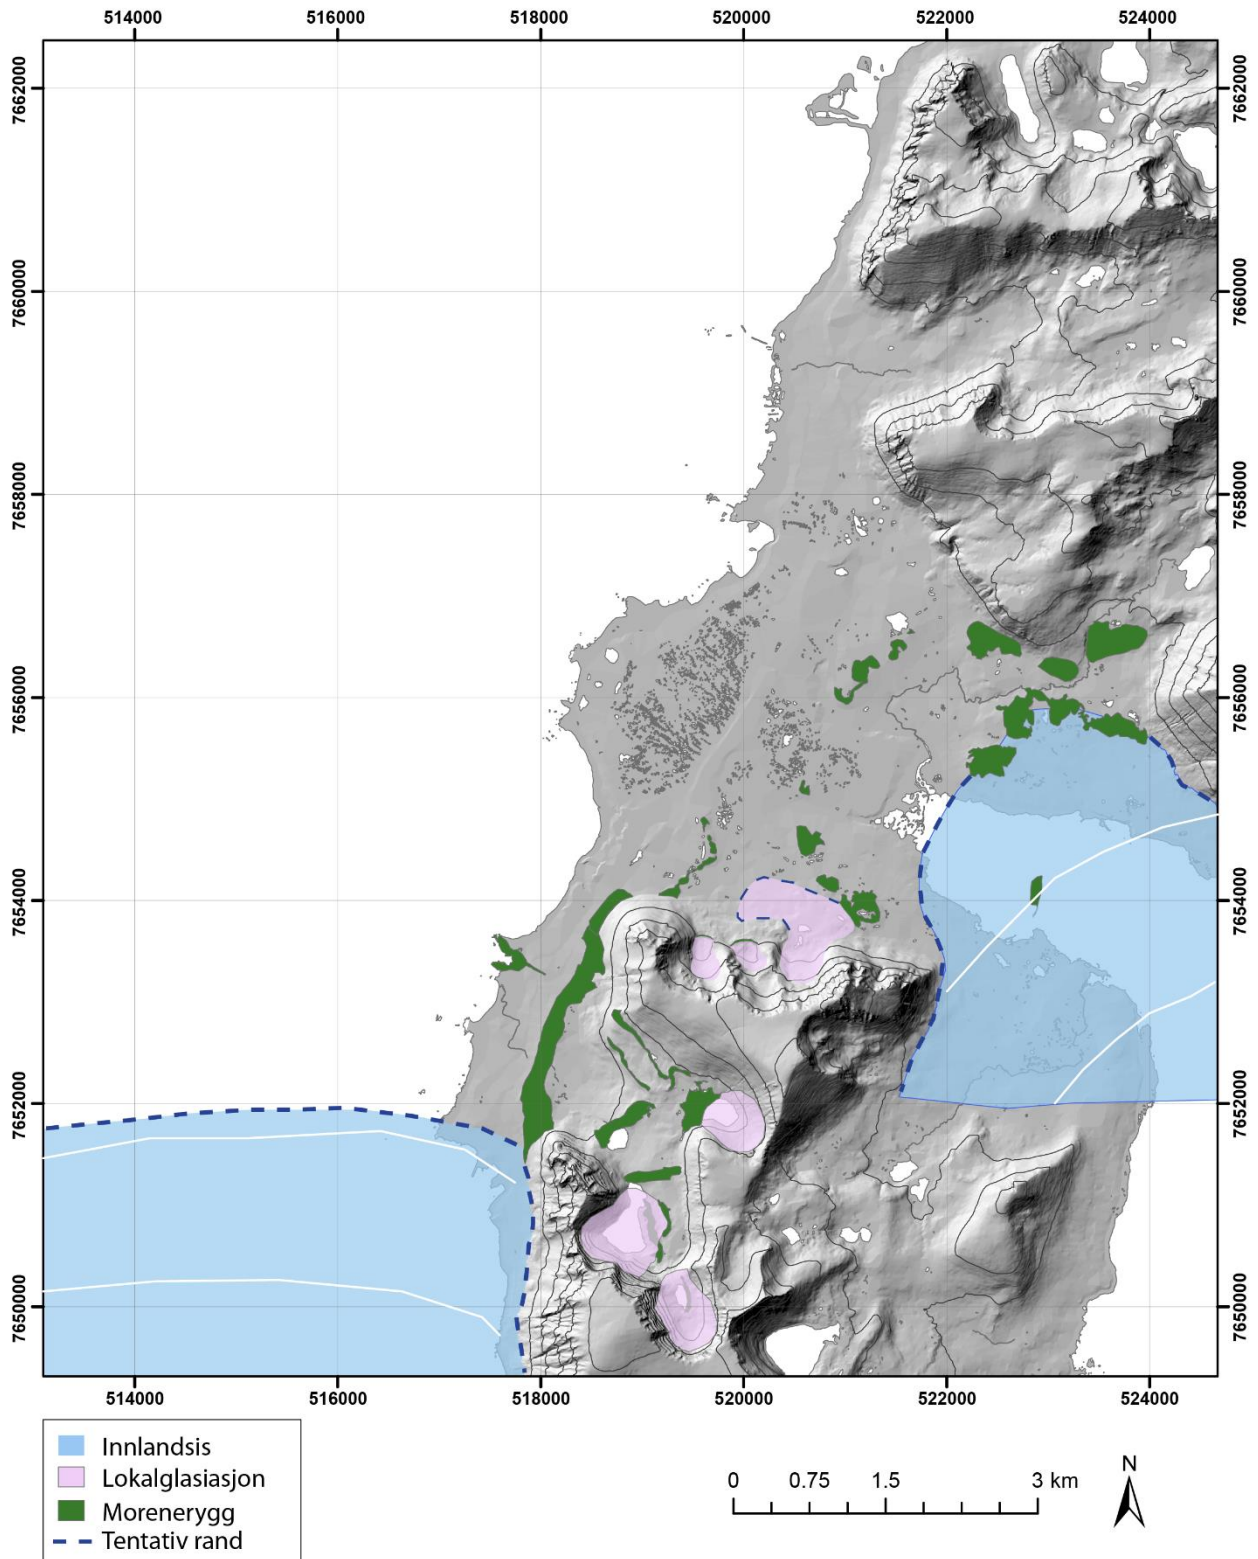 514000 516000 518000 520000 522000 524000
7662000 7662000
7660000 7660000
7658000 7658000
7656000 7656000
7654000 7654000
7652000 7652000
7650000 7650000
514000 516000 518000 520000 522000 524000
Innlandsis
Lokalglasiasjon
Morenerygg
Tentativ rand
0 0.75 1.5 3 km
N